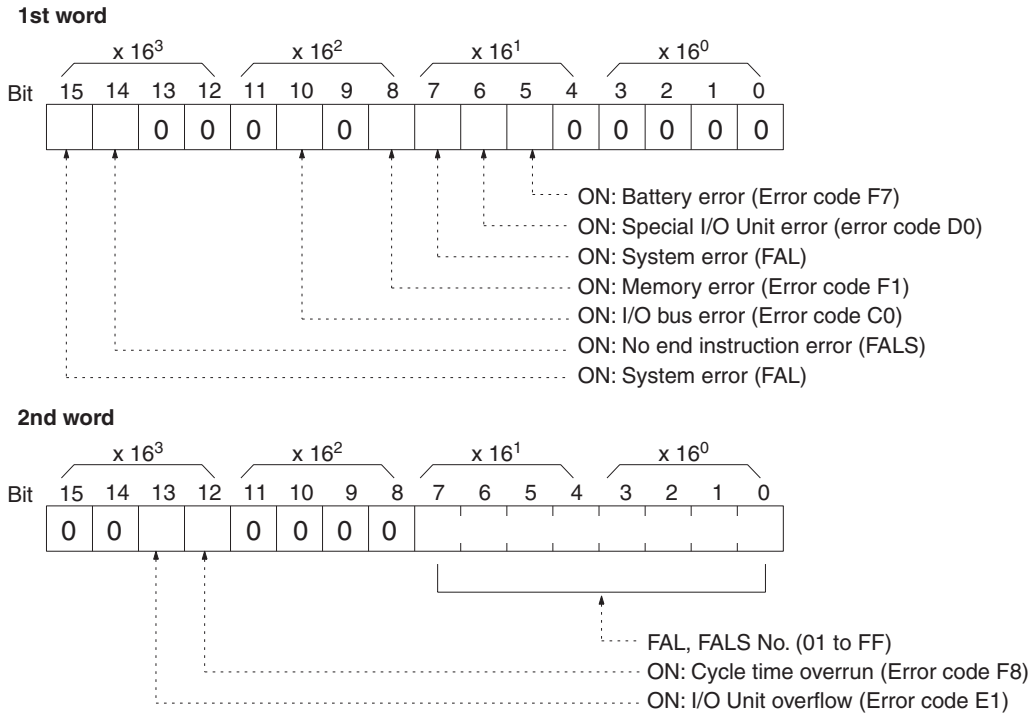 1st word
x 16³ x 16² x 16¹ x 16⁰
Bit 15 14 13 12 11 10 9 8 7 6 5 4 3 2 1 0
0 0 0 0 0 0 0 0 0
ON: Battery error (Error code F7)
ON: Special I/O Unit error (error code D0)
ON: System error (FAL)
ON: Memory error (Error code F1)
ON: I/O bus error (Error code C0)
ON: No end instruction error (FALS)
ON: System error (FAL)
2nd word
x 16³ x 16² x 16¹ x 16⁰
Bit 15 14 13 12 11 10 9 8 7 6 5 4 3 2 1 0
0 0 0 0 0 0
FAL, FALS No. (01 to FF)
ON: Cycle time overrun (Error code F8)
ON: I/O Unit overflow (Error code E1)